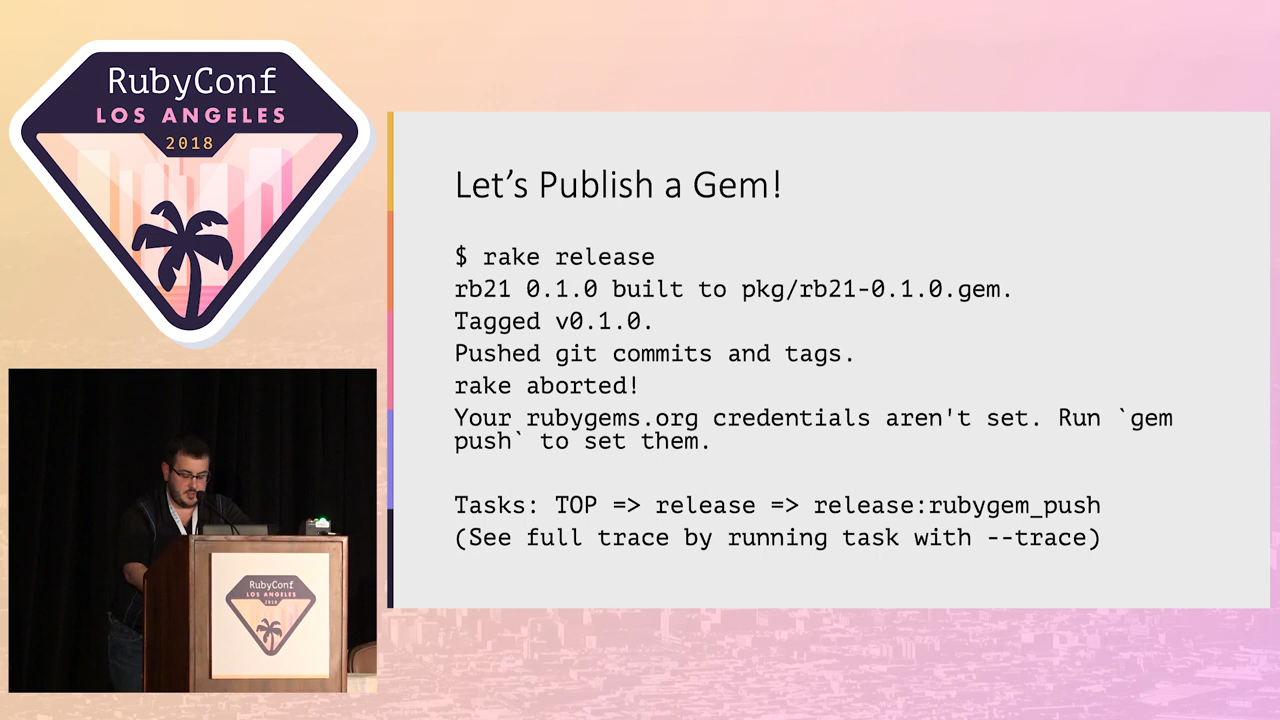 RubyConf
LOS ANGELES
2018
Let’s Publish a Gem!
$ rake release
rb21 0.1.0 built to pkg/rb21-0.1.0.gem.
Tagged v0.1.0.
Pushed git commits and tags.
rake aborted!
Your rubygems.org credentials aren't set. Run `gem
push` to set them.
Tasks: TOP => release => release:rubygem_push
(See full trace by running task with --trace)
RubyConf
LOS ANGELES
2018